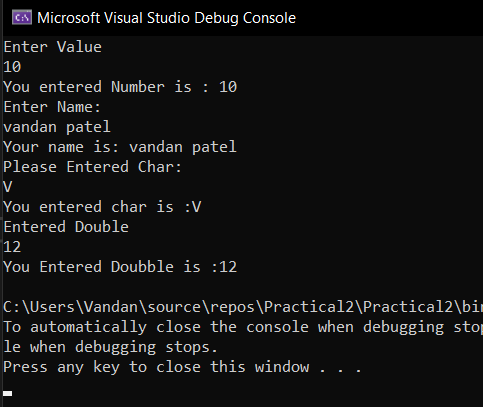 Microsoft Visual Studio Debug Console
Enter Value
10
You entered Number is : 10
Enter Name:
vandan patel
Your name is: vandan patel
Please Entered Char:
V
You entered char is :V
Entered Double
12
You Entered Doubble is :12
C:\Users\Vandan\source\repos\Practical2\Practical2\bin
To automatically close the console when debugging stop
le when debugging stops.
Press any key to close this window . . .